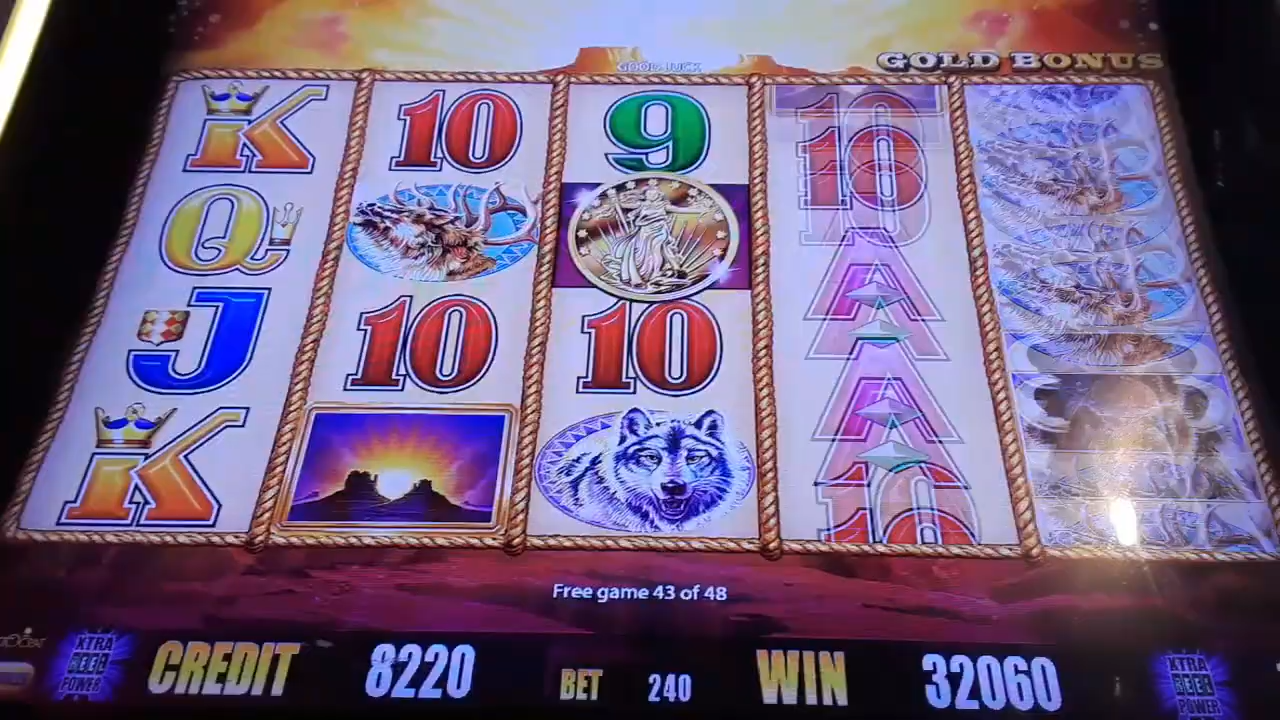 GOOD LUCK
GOLD BONUS
K 10 9 10
Q 10
J 10 10 A
K A
10
Free game 43 of 48
XTRA REEL POWER
CREDIT 8220 BET 240 WIN 32060
XTRA REEL POWER